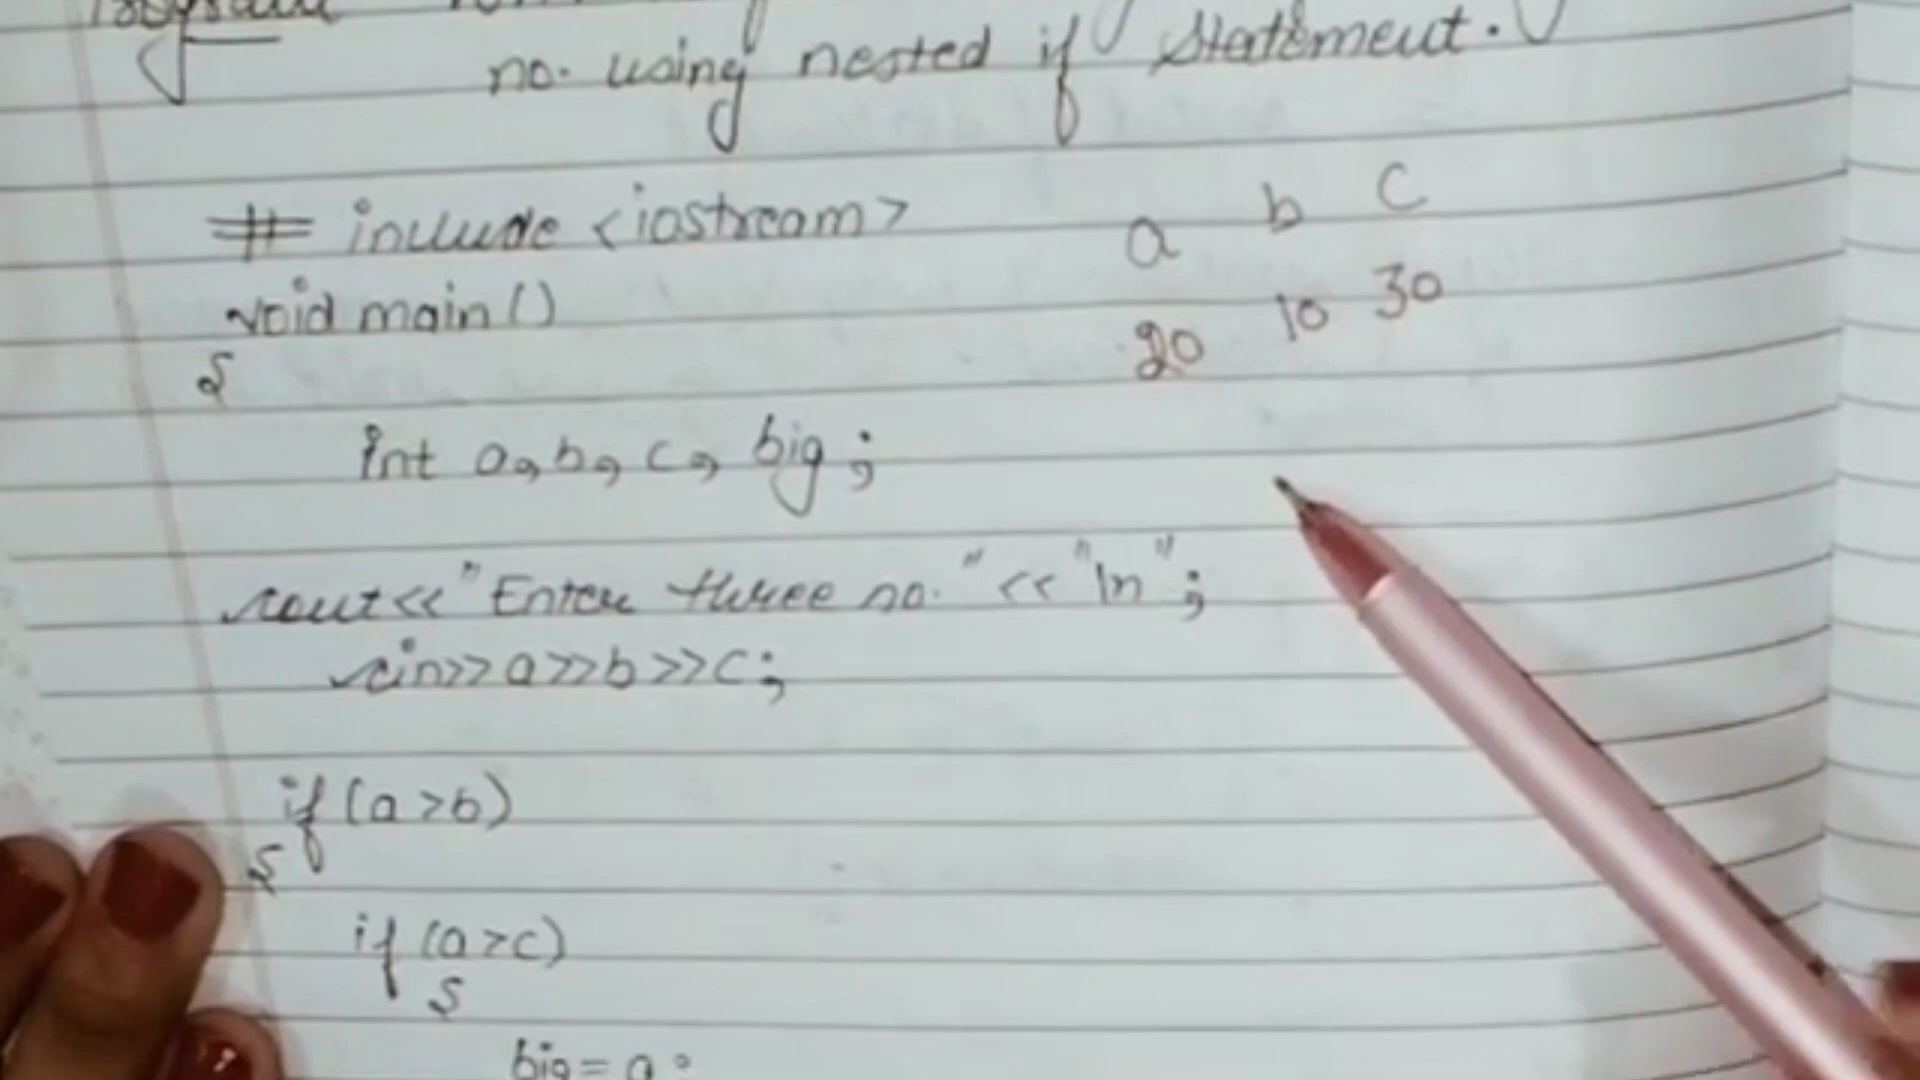 no. using nested if statement.
# include <iostream>
a b c
void main()
20 10 30
{
int a, b, c, big;
cout<<"Enter three no."<<"\n";
cin>>a>>b>>c;
if (a>b)
{
if (a>c)
{
big = a;